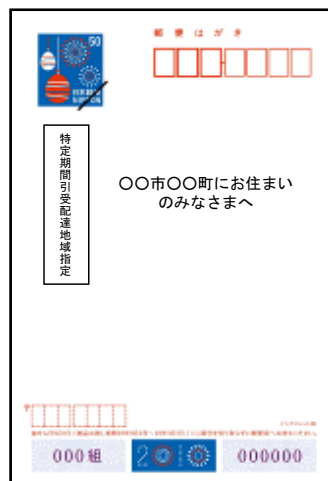 郵便はがき
50
NIPPON
特定期間引受配達地域指定
〇〇市〇〇町にお住まい
のみなさまへ
〒
000組
2010
000000